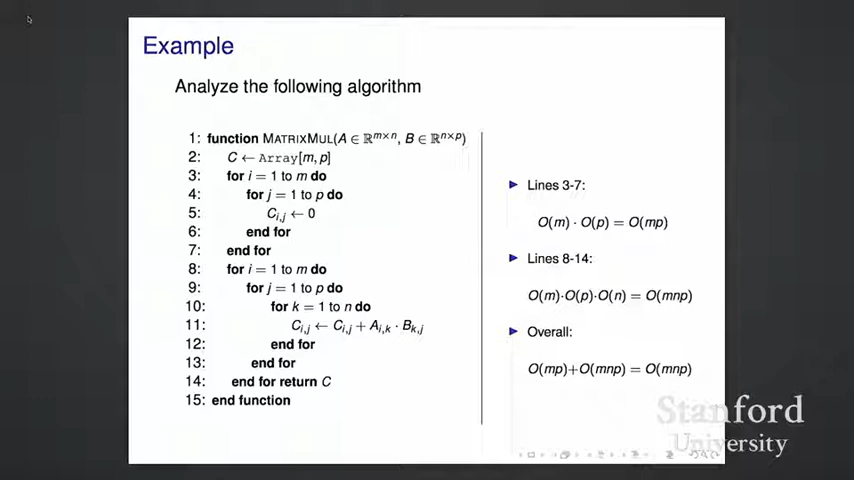 Example
Analyze the following algorithm
1: function MATRIXMUL(A ∈ ℝ^{m×n}, B ∈ ℝ^{n×p})
2: C ← Array[m, p]
3: for i = 1 to m do
4: for j = 1 to p do
5: C_{i,j} ← 0
6: end for
7: end for
8: for i = 1 to m do
9: for j = 1 to p do
10: for k = 1 to n do
11: C_{i,j} ← C_{i,j} + A_{i,k} · B_{k,j}
12: end for
13: end for
14: end for return C
15: end function
Lines 3-7:
O(m) · O(p) = O(mp)
Lines 8-14:
O(m)·O(p)·O(n) = O(mnp)
Overall:
O(mp)+O(mnp) = O(mnp)
Stanford
University